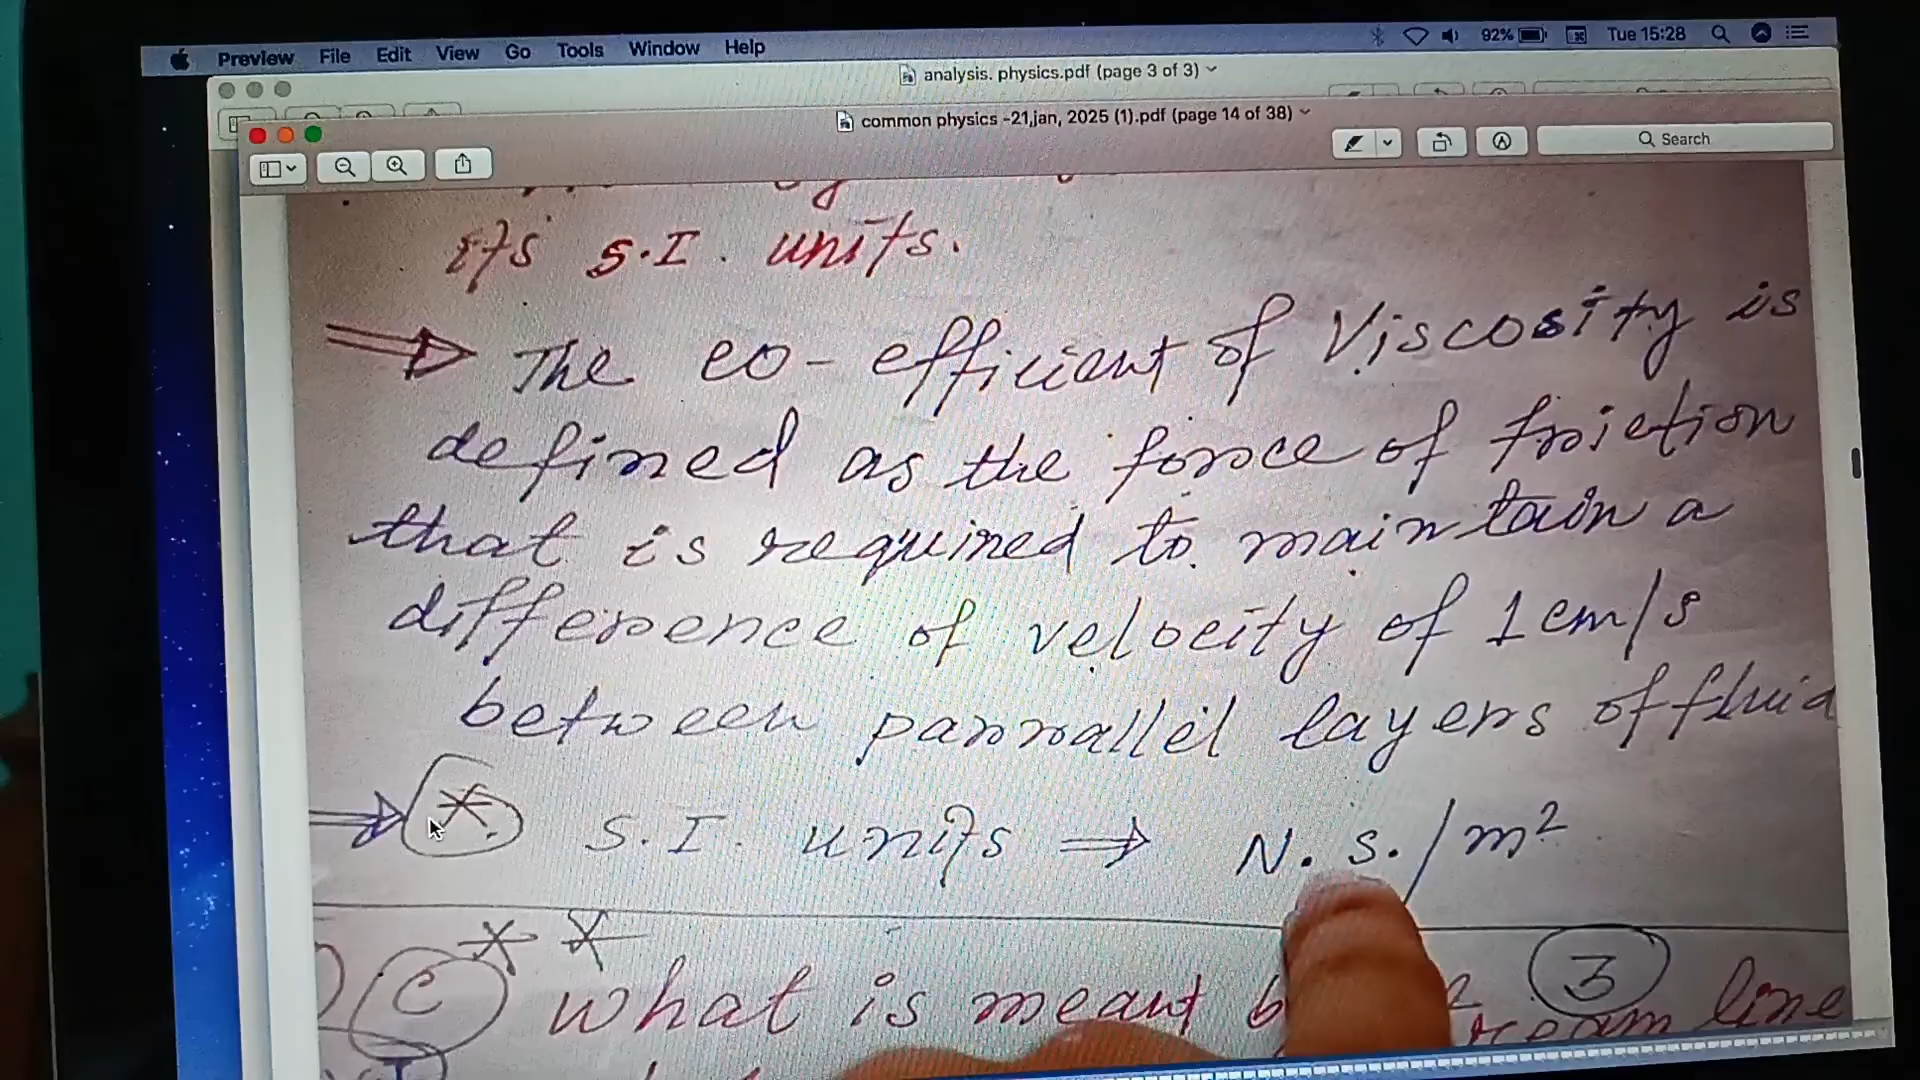 Preview File Edit View Go Tools Window Help 92% Tue 15:28
analysis. physics.pdf (page 3 of 3)
common physics -21,jan, 2025 (1).pdf (page 14 of 38)
Search
its s.I. units.
The co-efficient of Viscosity is
defined as the force of friction
that is required to maintain a
difference of velocity of 1 cm/s
between parrallel layers of fluid
* S.I. units ⇒ N.s./m²
* *
C what is meant 3
line